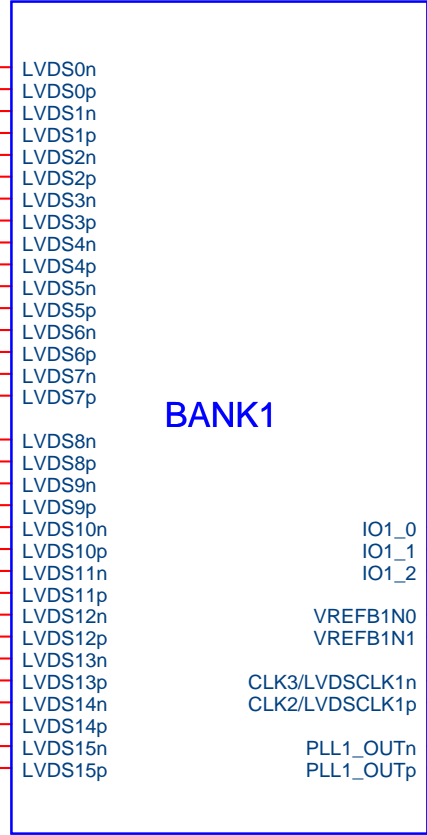 LVDS0n
LVDS0p
LVDS1n
LVDS1p
LVDS2n
LVDS2p
LVDS3n
LVDS3p
LVDS4n
LVDS4p
LVDS5n
LVDS5p
LVDS6n
LVDS6p
LVDS7n
LVDS7p
BANK1
LVDS8n
LVDS8p
LVDS9n
LVDS9p
LVDS10n IO1_0
LVDS10p IO1_1
LVDS11n IO1_2
LVDS11p
LVDS12n VREFB1N0
LVDS12p VREFB1N1
LVDS13n
LVDS13p CLK3/LVDSCLK1n
LVDS14n CLK2/LVDSCLK1p
LVDS14p
LVDS15n PLL1_OUTn
LVDS15p PLL1_OUTp